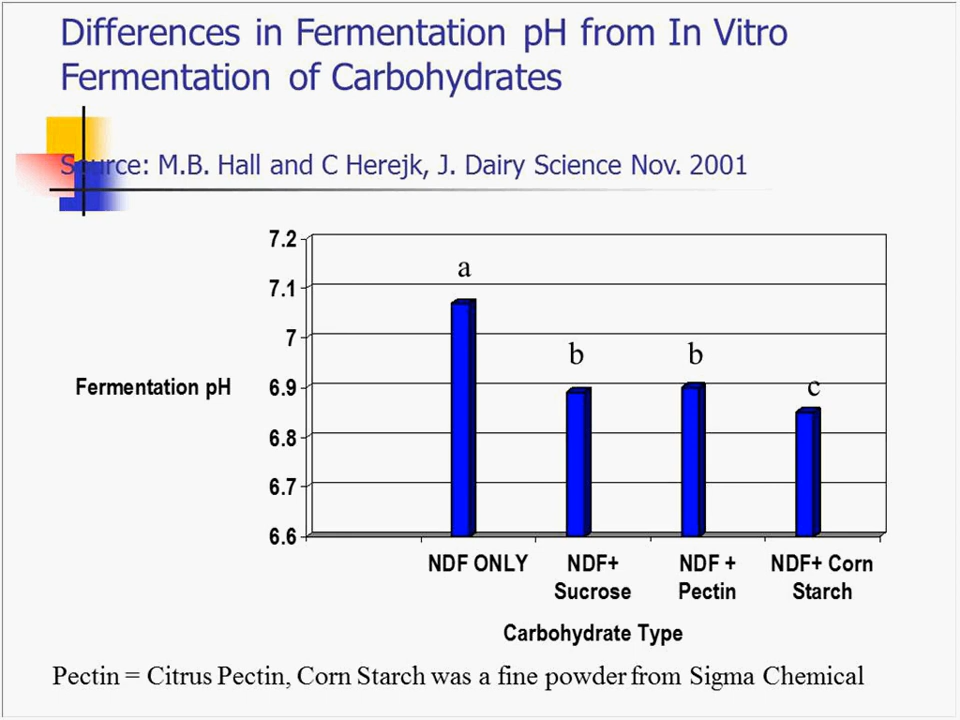 Differences in Fermentation pH from In Vitro
Fermentation of Carbohydrates
Source: M.B. Hall and C Herejk, J. Dairy Science Nov. 2001
7.2
7.1
7
6.9
6.8
6.7
6.6
Fermentation pH
a
b
b
c
NDF ONLY
NDF+
Sucrose
NDF +
Pectin
NDF+ Corn
Starch
Carbohydrate Type
Pectin = Citrus Pectin, Corn Starch was a fine powder from Sigma Chemical